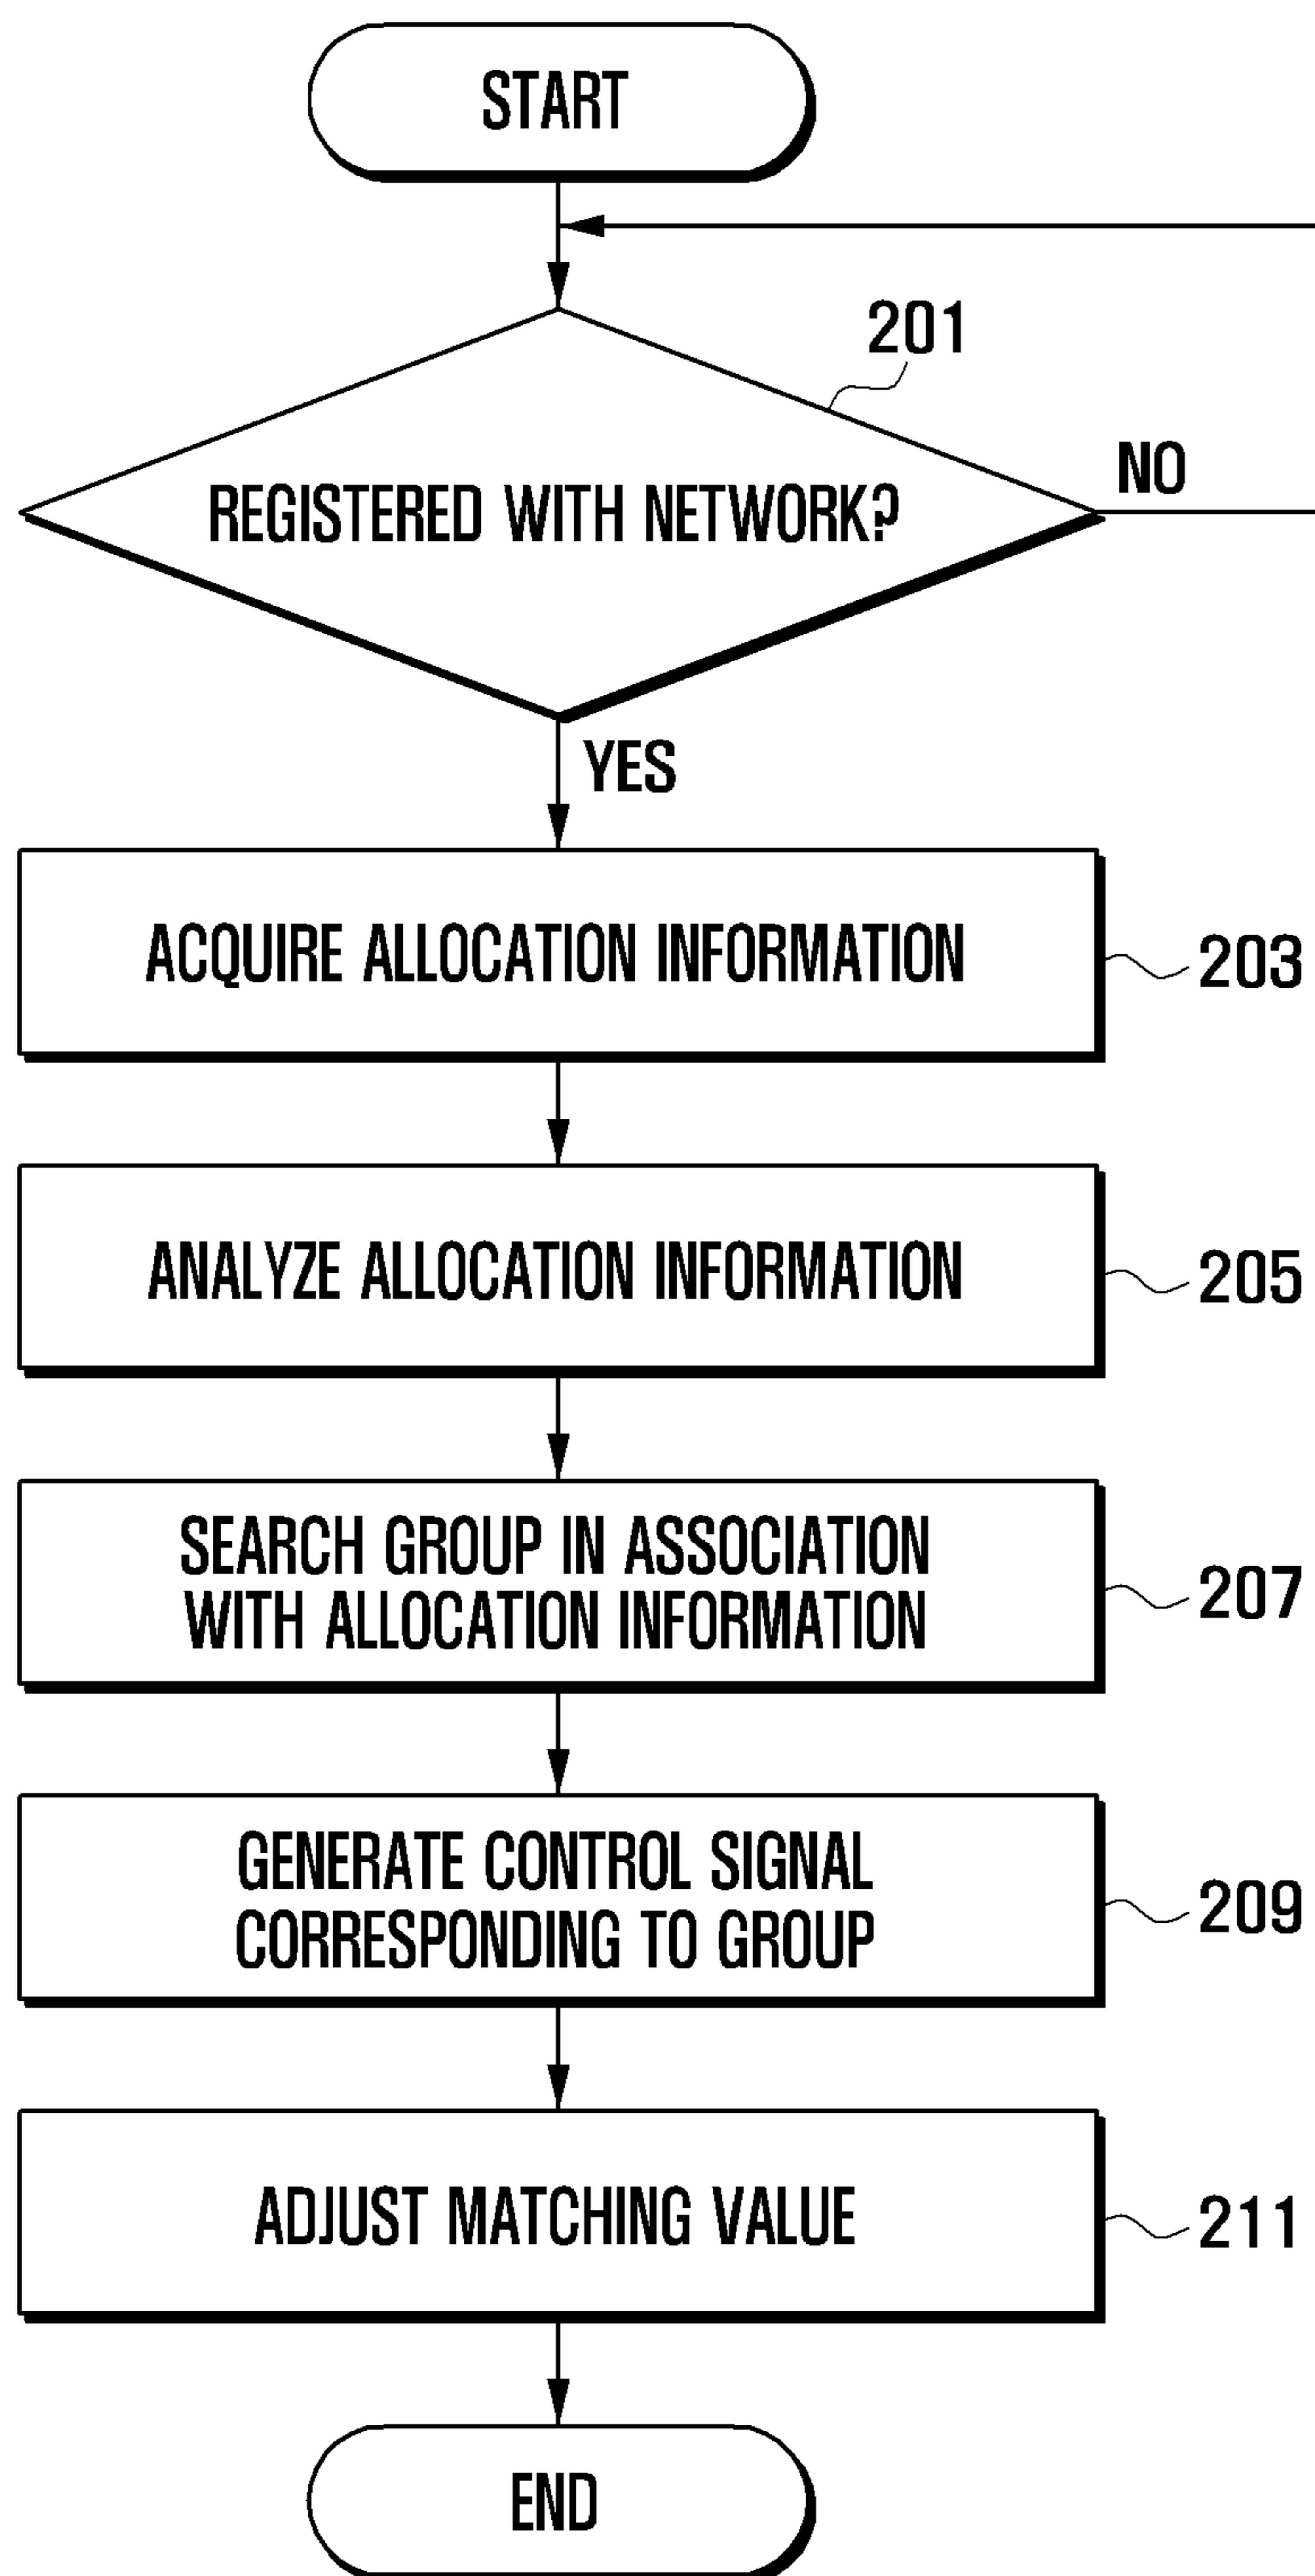 START
201
REGISTERED WITH NETWORK?
NO
YES
ACQUIRE ALLOCATION INFORMATION
203
ANALYZE ALLOCATION INFORMATION
205
SEARCH GROUP IN ASSOCIATION
WITH ALLOCATION INFORMATION
207
GENERATE CONTROL SIGNAL
CORRESPONDING TO GROUP
209
ADJUST MATCHING VALUE
211
END